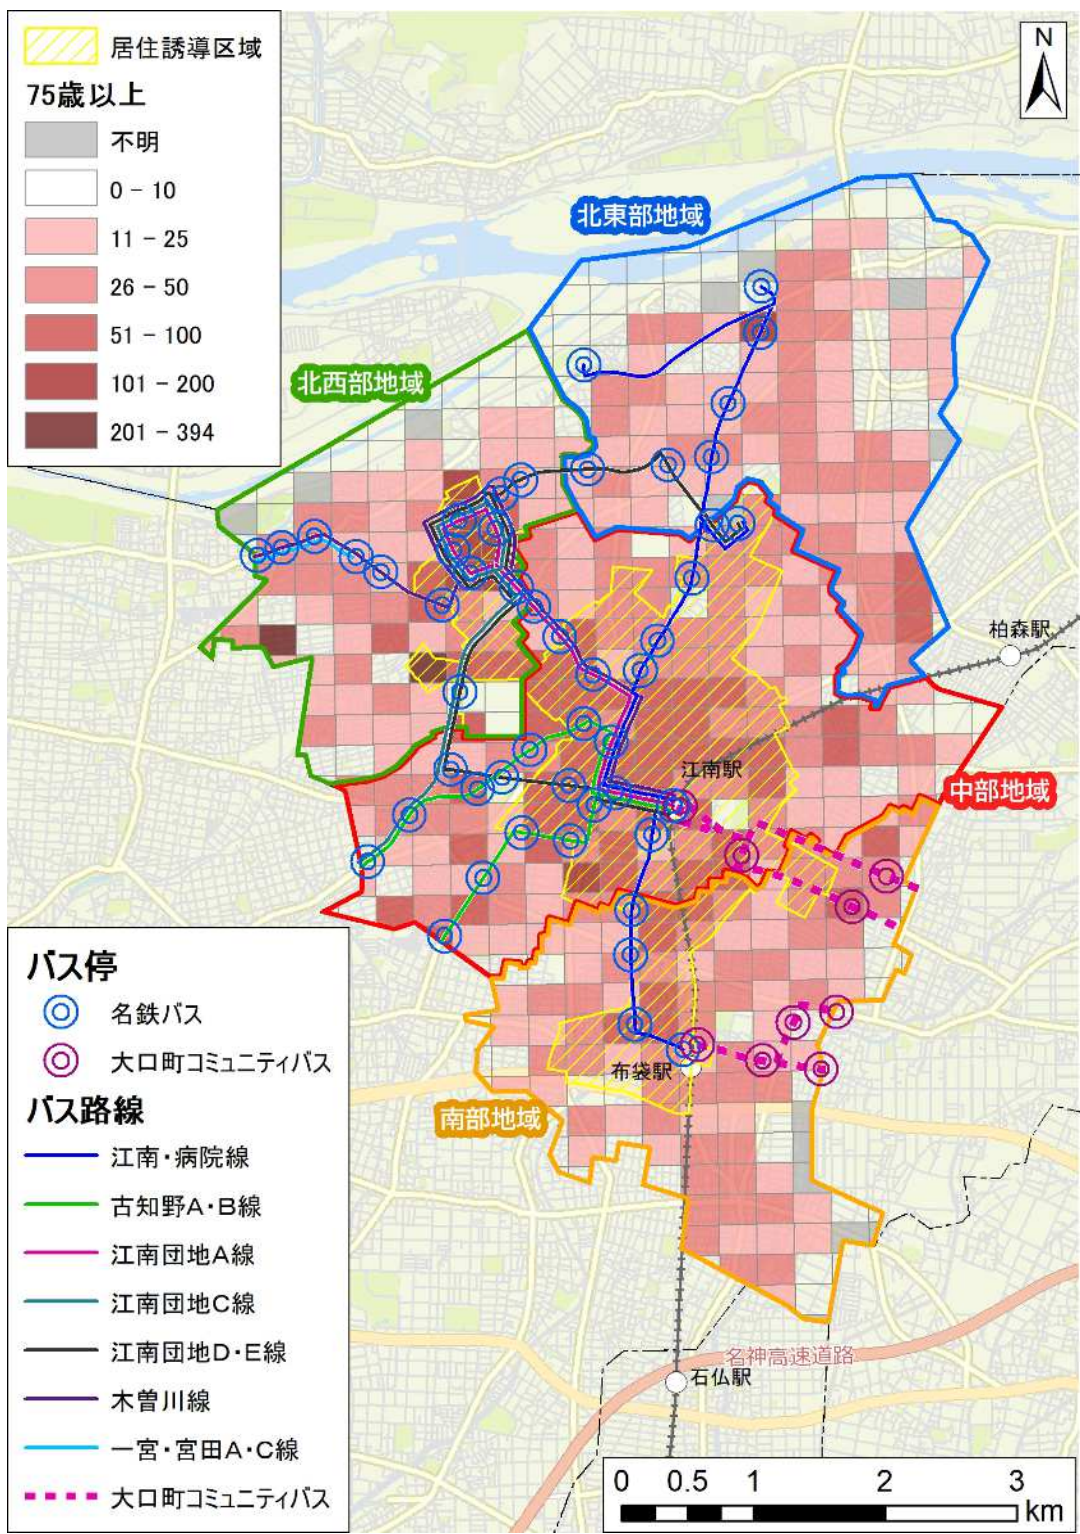 居住誘導区域
75歳以上
不明
0 - 10
11 - 25
26 - 50
51 - 100
101 - 200
201 - 394
N
北東部地域
北西部地域
柏森駅
江南駅
中部地域
布袋駅
南部地域
名神高速道路
石仏駅
バス停
名鉄バス
大口町コミュニティバス
バス路線
江南・病院線
古知野A・B線
江南団地A線
江南団地C線
江南団地D・E線
木曽川線
一宮・宮田A・C線
大口町コミュニティバス
0 0.5 1 2 3
km